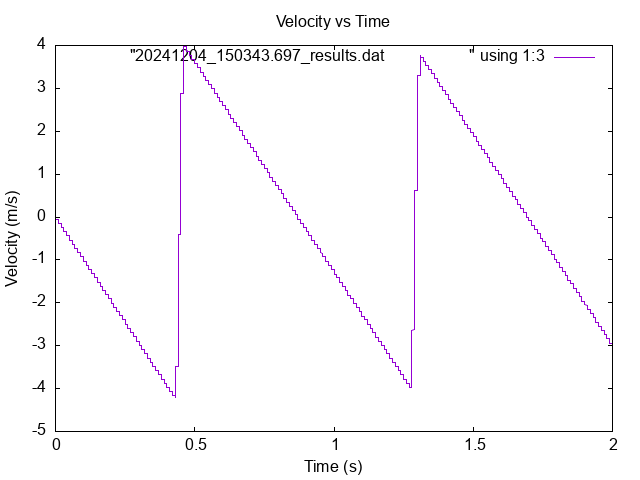 Velocity vs Time
"20241204_150343.697_results.dat " using 1:3
4
3
2
1
0
-1
-2
-3
-4
-5
Velocity (m/s)
0 0.5 1 1.5 2
Time (s)